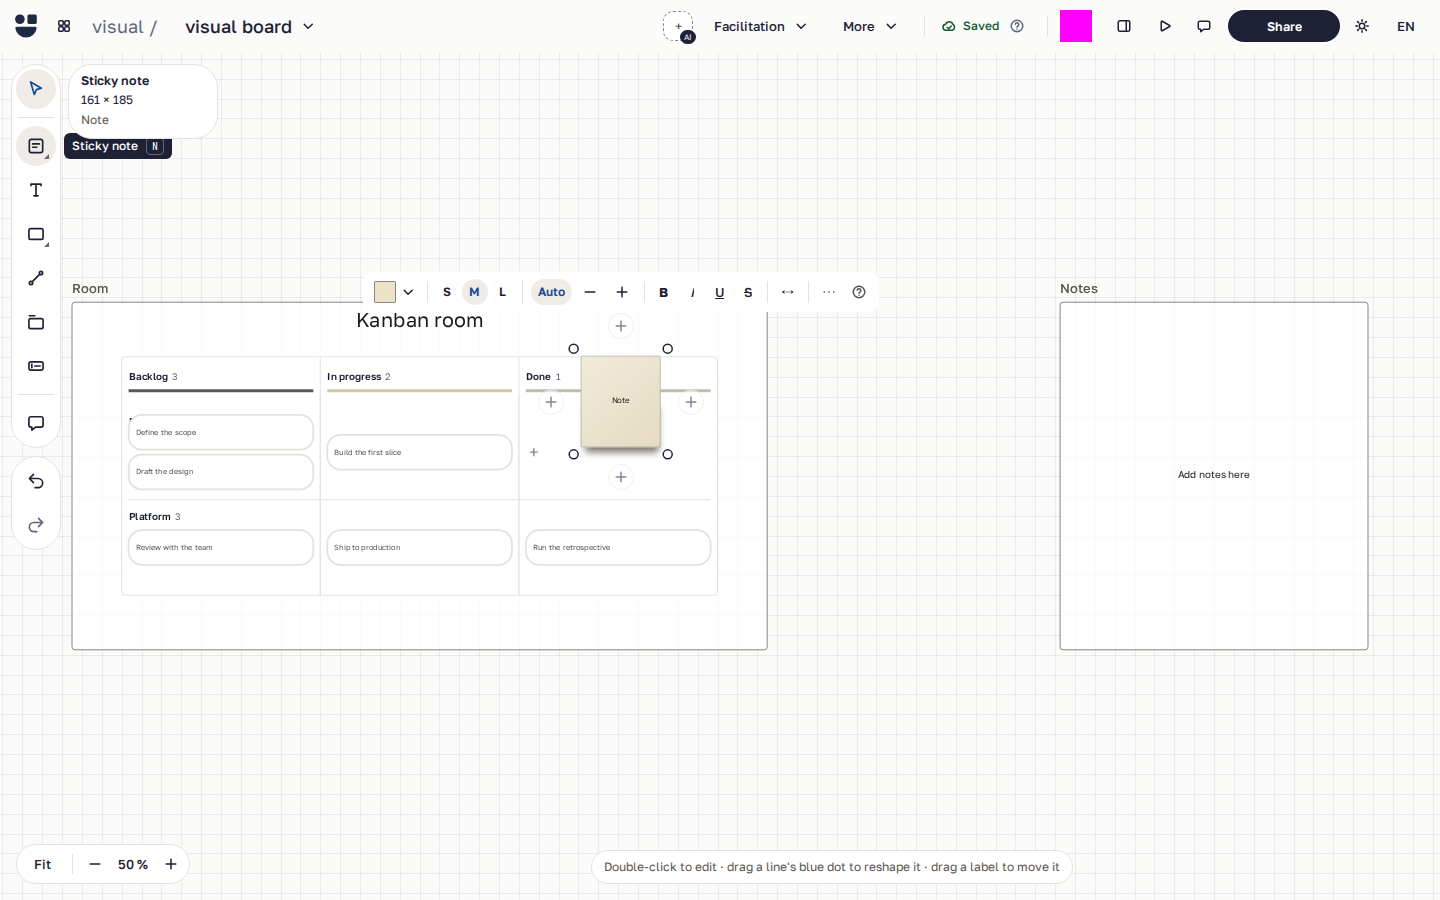 visual /
visual board
+
AI
Facilitation
More
Saved
Share
EN
Sticky note
161 × 185
Note
Sticky note N
Room
S
M
L
Auto
B
I
U
S
Kanban room
Backlog 3
In progress 2
Done 1
Note
Define the scope
Build the first slice
Draft the design
Platform 3
Review with the team
Ship to production
Run the retrospective
Notes
Add notes here
Fit
50 %
Double-click to edit · drag a line's blue dot to reshape it · drag a label to move it